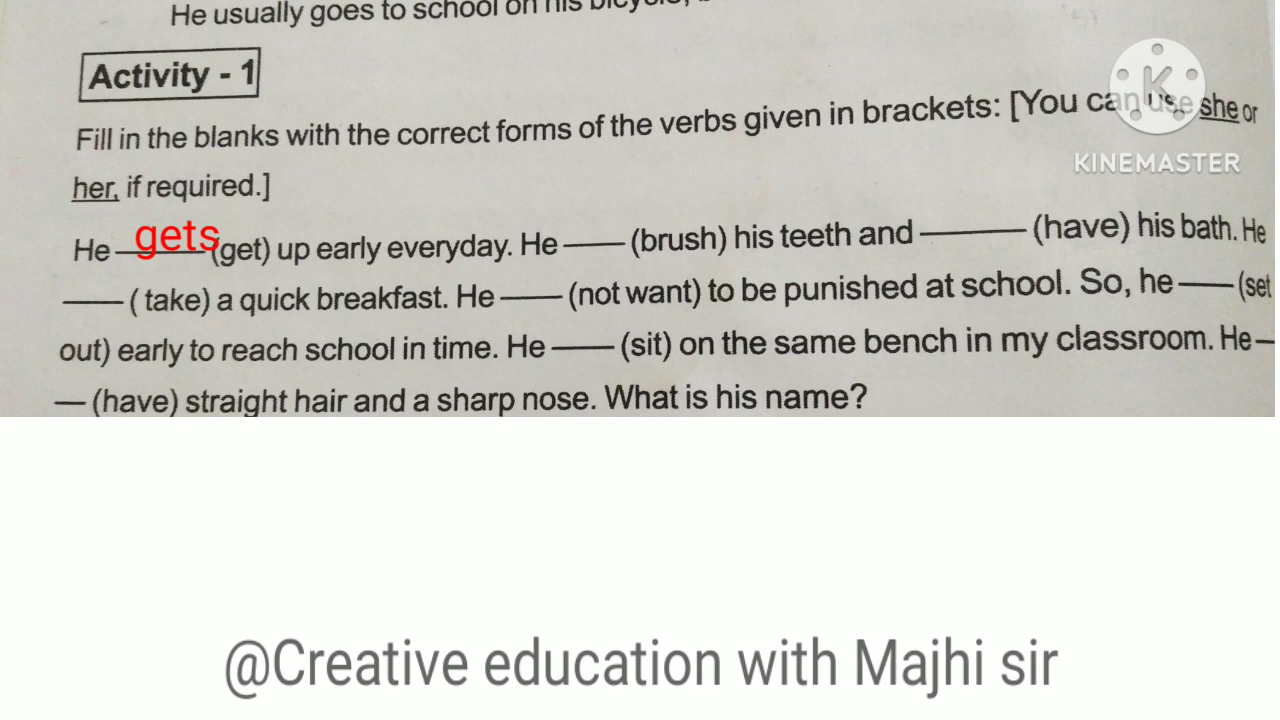 He usually goes to school on his bicycle,
Activity - 1
Fill in the blanks with the correct forms of the verbs given in brackets: [You can use she or
her, if required.]
He gets (get) up early everyday. He —— (brush) his teeth and ——— (have) his bath. He
—— ( take) a quick breakfast. He —— (not want) to be punished at school. So, he —— (set
out) early to reach school in time. He —— (sit) on the same bench in my classroom. He —
— (have) straight hair and a sharp nose. What is his name?
K
KINEMASTER
@Creative education with Majhi sir